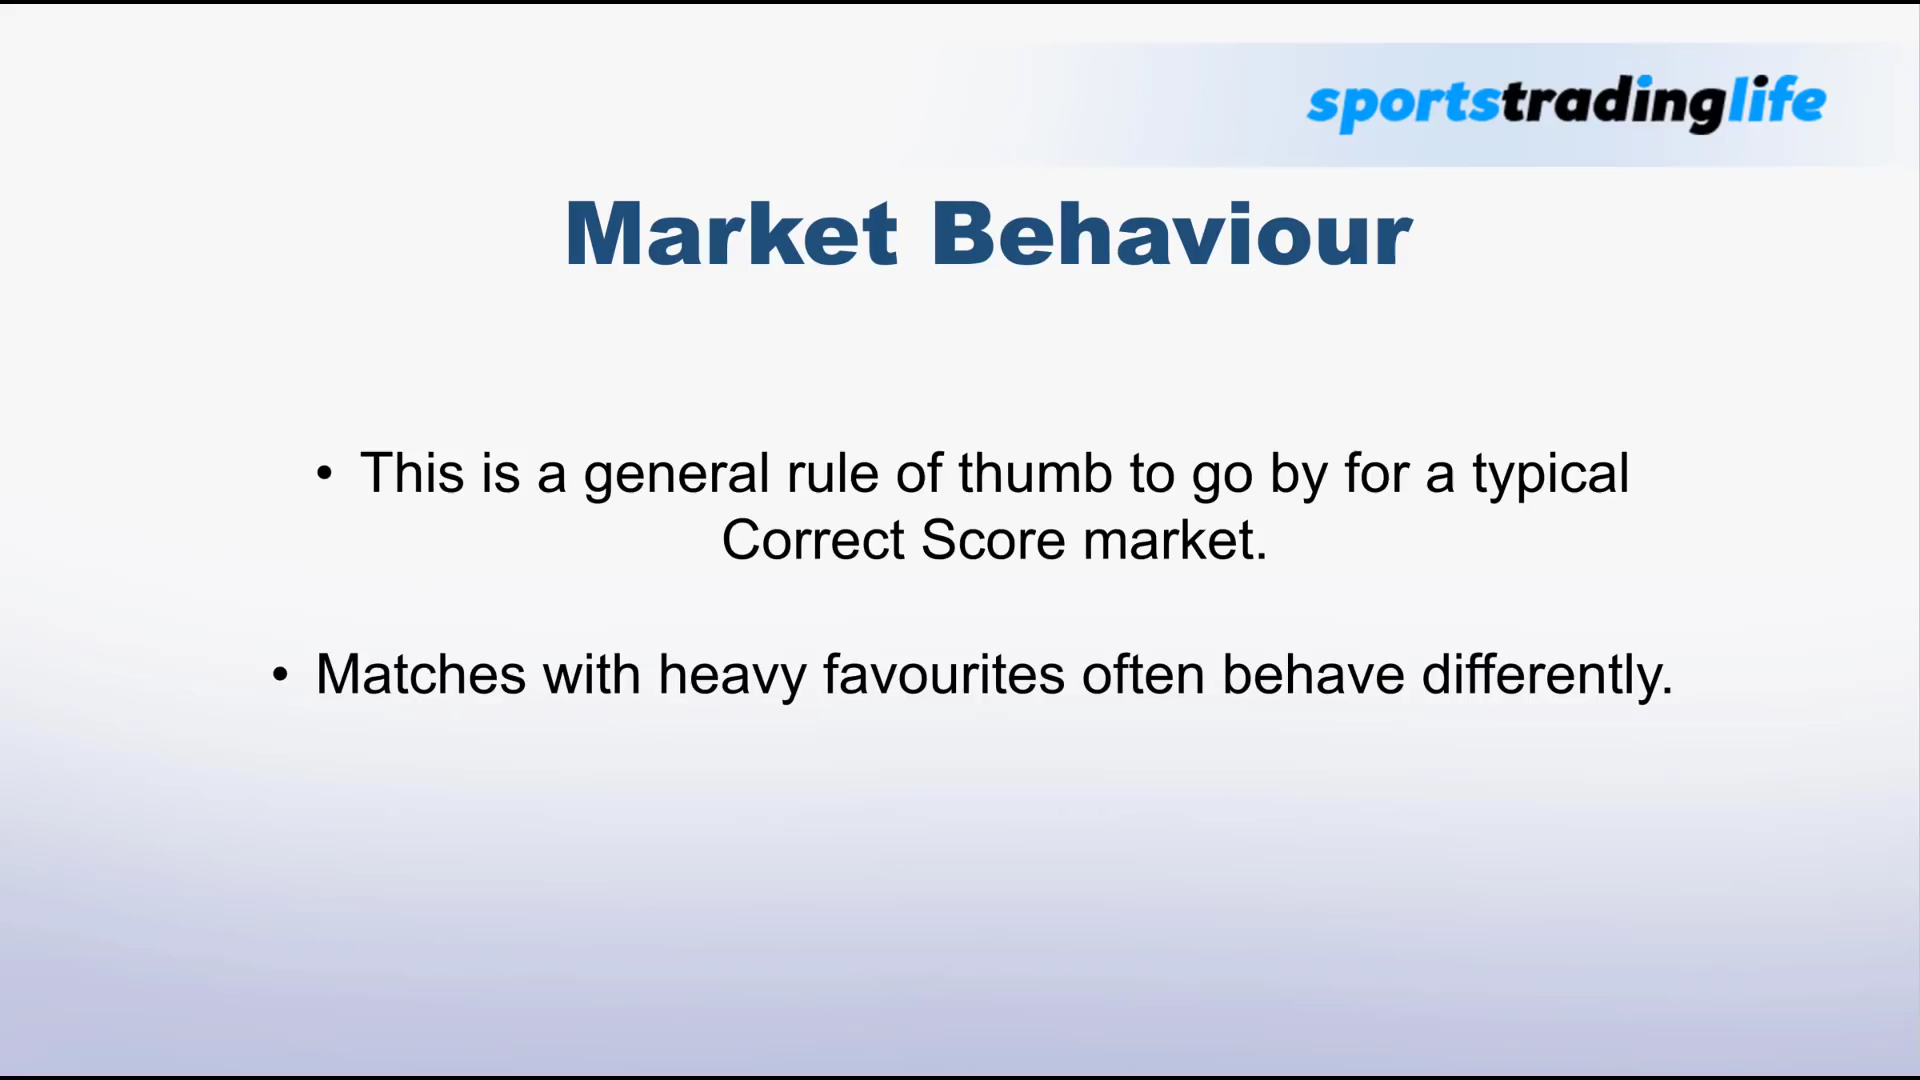 sportstradinglife
Market Behaviour
• This is a general rule of thumb to go by for a typical
Correct Score market.
• Matches with heavy favourites often behave differently.